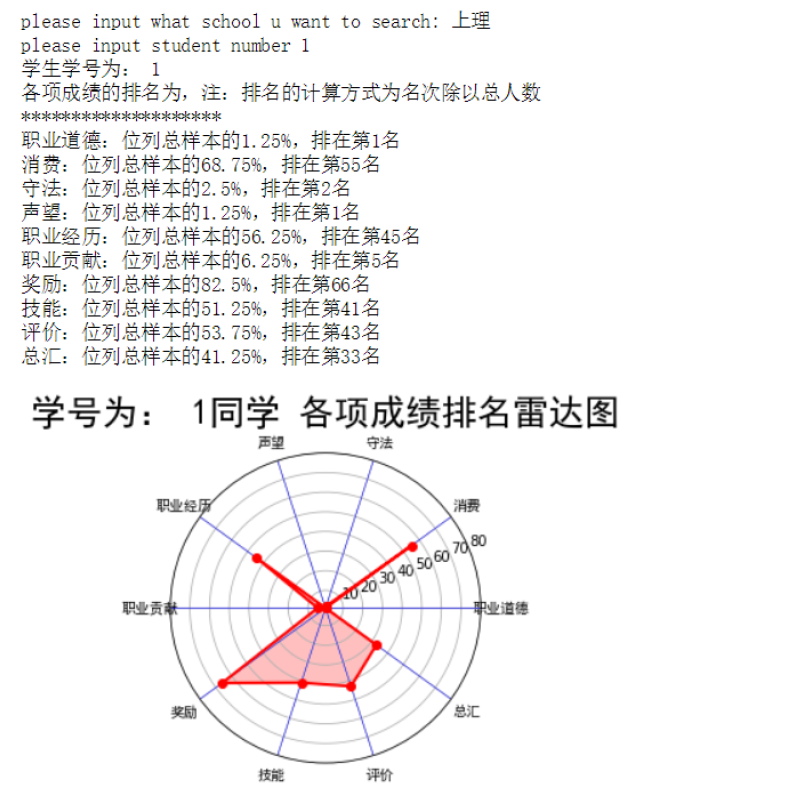 please input what school u want to search: 上理
please input student number 1
学生学号为： 1
各项成绩的排名为，注：排名的计算方式为名次除以总人数
********************
职业道德：位列总样本的1.25%，排在第1名
消费：位列总样本的68.75%，排在第55名
守法：位列总样本的2.5%，排在第2名
声望：位列总样本的1.25%，排在第1名
职业经历：位列总样本的56.25%，排在第45名
职业贡献：位列总样本的6.25%，排在第5名
奖励：位列总样本的82.5%，排在第66名
技能：位列总样本的51.25%，排在第41名
评价：位列总样本的53.75%，排在第43名
总汇：位列总样本的41.25%，排在第33名
学号为： 1同学 各项成绩排名雷达图
声望 守法
职业经历 消费
10 20 30 40 50 60 70 80
职业贡献 职业道德
奖励 总汇
技能 评价